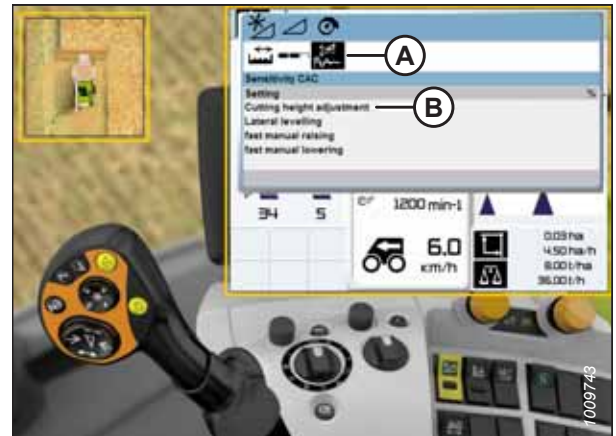 A
Sensitivity CAC
Setting %
Cutting height adjustment B
Lateral levelling
fast manual raising
fast manual lowering
34 5
1200 min-1
6.0
km/h
0.03 ha
4.50 ha/h
8.00 t/ha
36.00 t/h
1009743